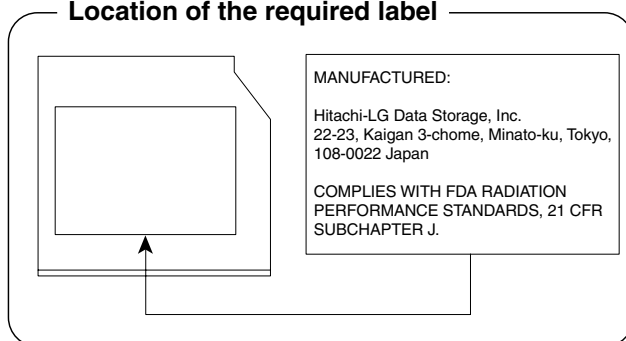 Location of the required label
MANUFACTURED:
Hitachi-LG Data Storage, Inc.
22-23, Kaigan 3-chome, Minato-ku, Tokyo,
108-0022 Japan
COMPLIES WITH FDA RADIATION
PERFORMANCE STANDARDS, 21 CFR
SUBCHAPTER J.